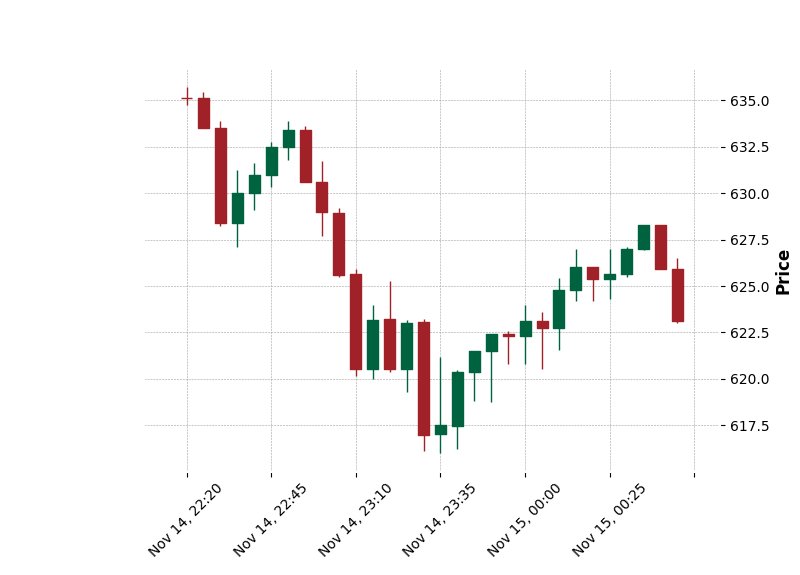 635.0
632.5
630.0
627.5
625.0
622.5
620.0
617.5
Price
Nov 14, 22:20
Nov 14, 22:45
Nov 14, 23:10
Nov 14, 23:35
Nov 15, 00:00
Nov 15, 00:25